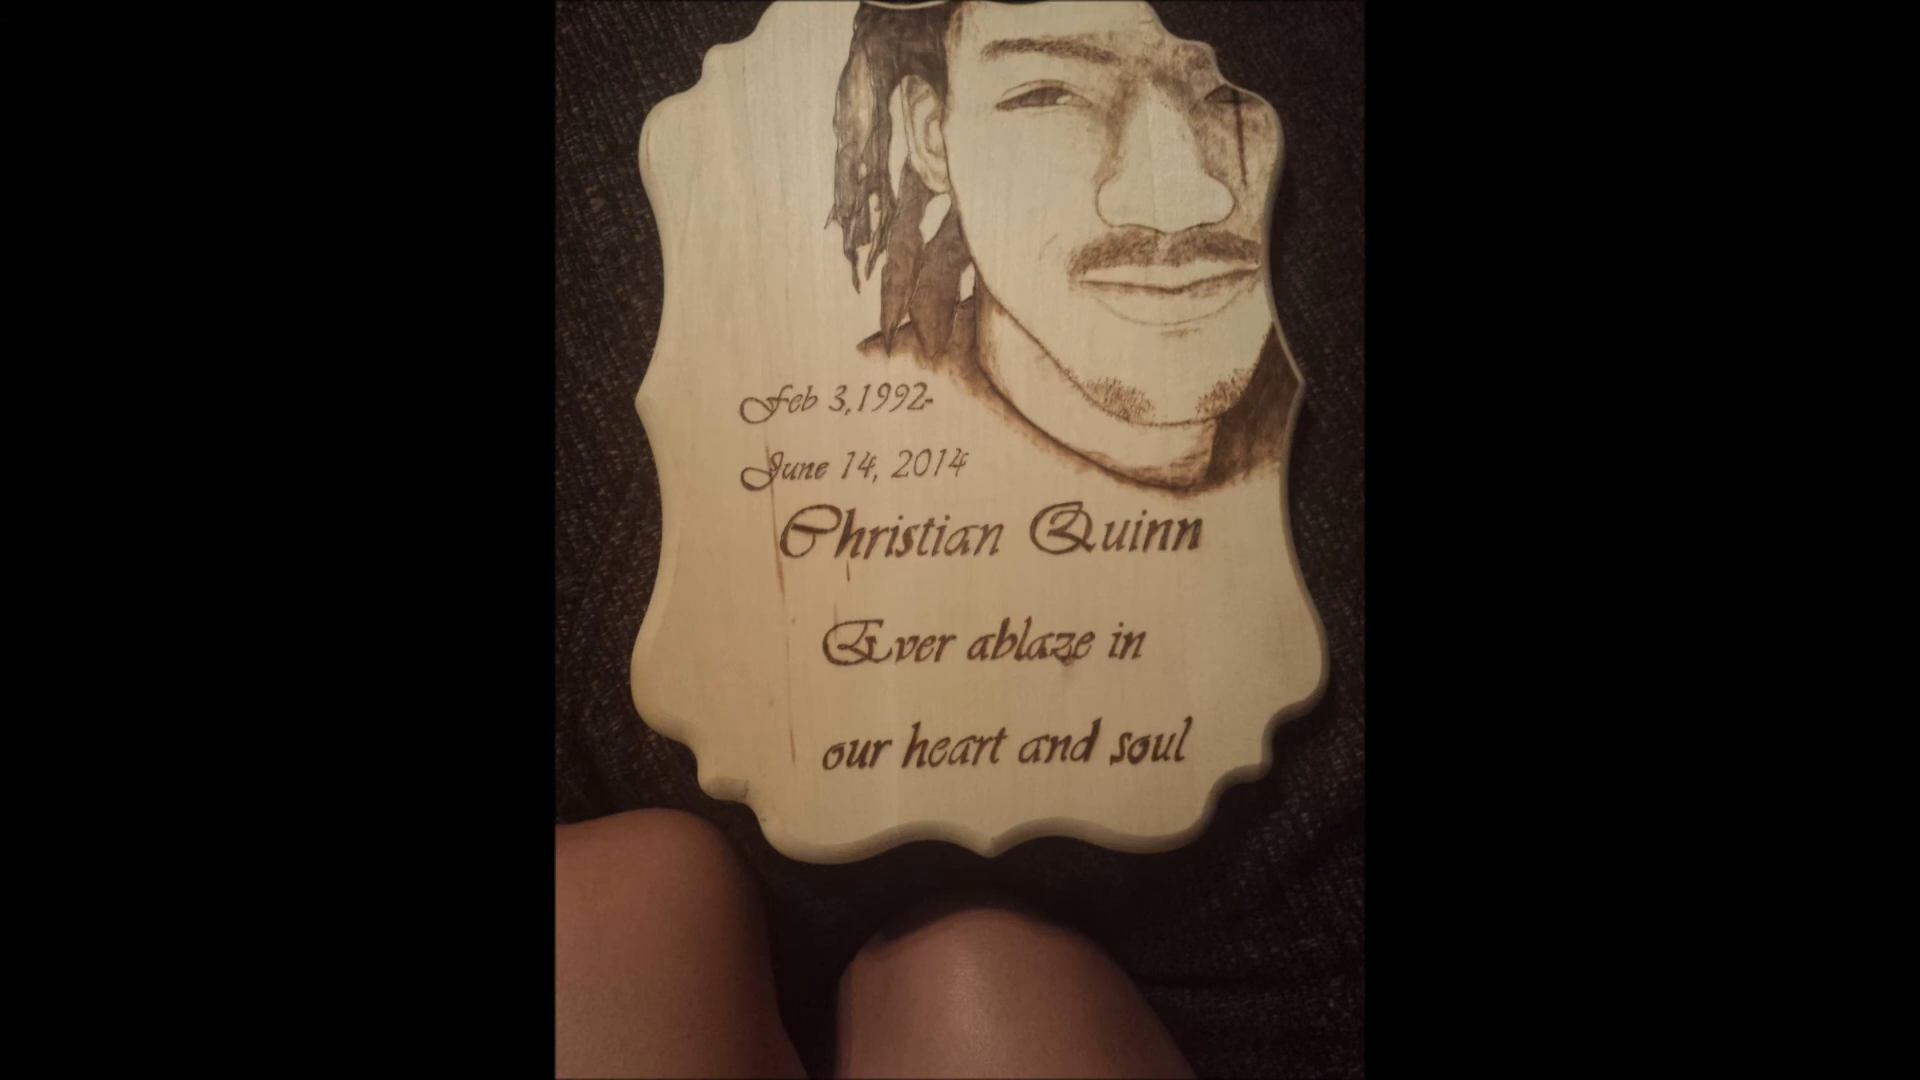 Feb 3,1992-
June 14, 2014
Christian Quinn
Ever ablaze in
our heart and soul